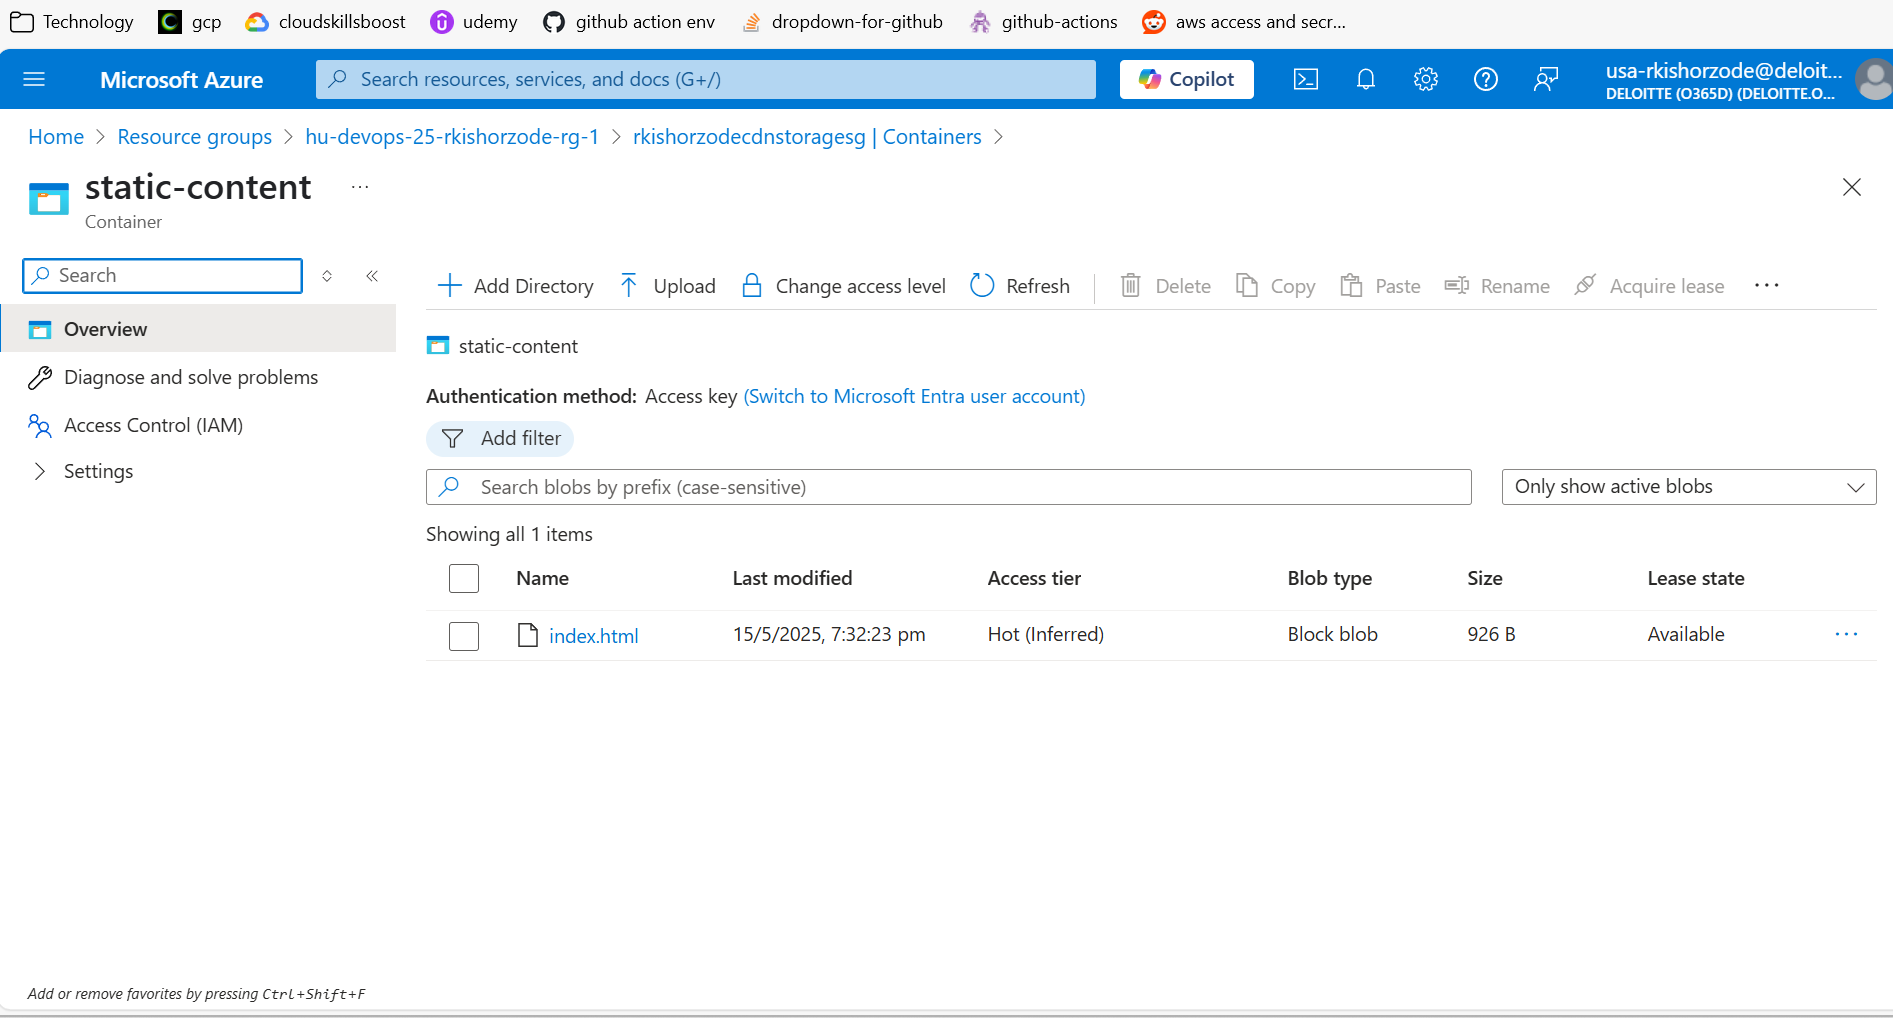 Technology gcp cloudskillsboost udemy github action env dropdown-for-github github-actions aws access and secr...
Microsoft Azure Search resources, services, and docs (G+/) Copilot usa-rkishorzode@deloit...
DELOITTE (O365D) (DELOITTE.O...
Home > Resource groups > hu-devops-25-rkishorzode-rg-1 > rkishorzodecdnstoragesg | Containers >
static-content ...
Container
Search
Overview
Diagnose and solve problems
Access Control (IAM)
Settings
Add Directory Upload Change access level Refresh Delete Copy Paste Rename Acquire lease ...
static-content
Authentication method: Access key (Switch to Microsoft Entra user account)
Add filter
Search blobs by prefix (case-sensitive) Only show active blobs
Showing all 1 items
Name Last modified Access tier Blob type Size Lease state
index.html 15/5/2025, 7:32:23 pm Hot (Inferred) Block blob 926 B Available ...
Add or remove favorites by pressing Ctrl+Shift+F